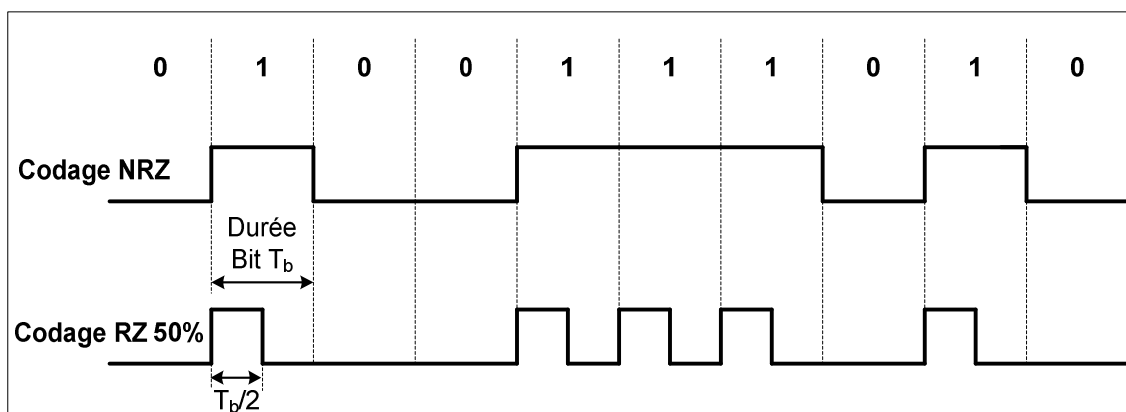 0 1 0 0 1 1 1 0 1 0
Codage NRZ
Durée
Bit Tb
Codage RZ 50%
Tb/2